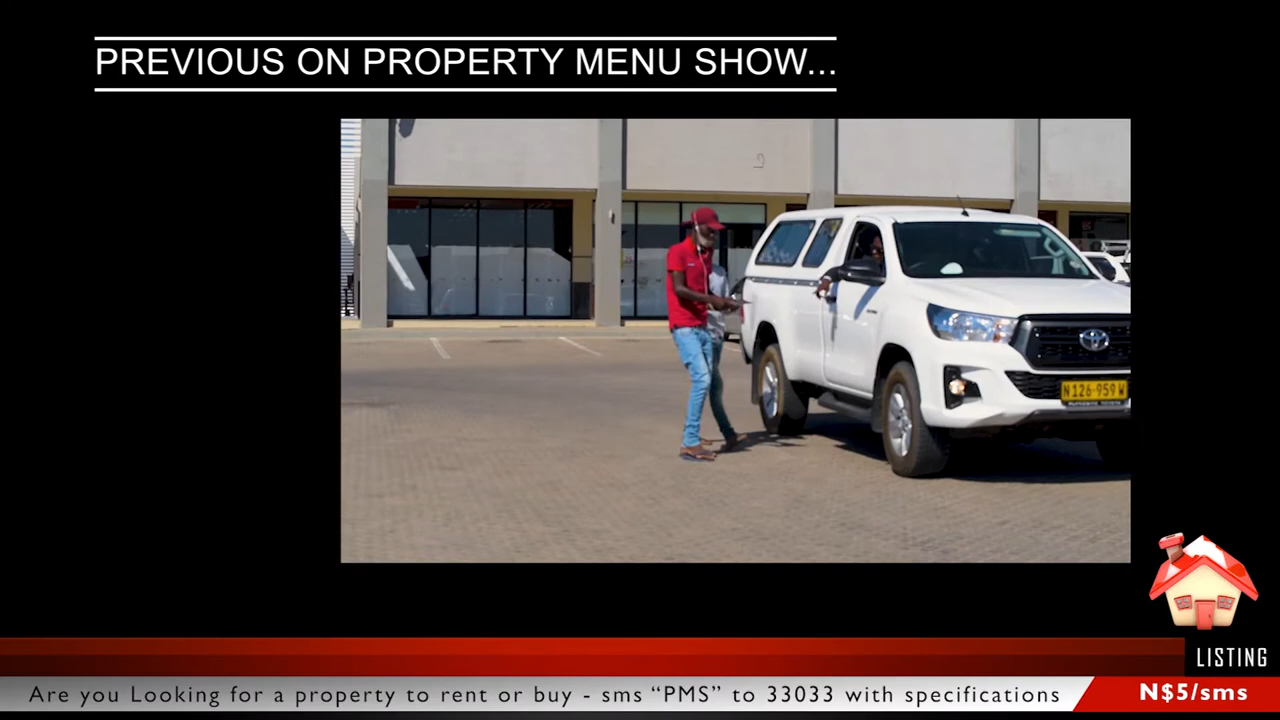 PREVIOUS ON PROPERTY MENU SHOW...
N126-959W
LISTING
Are you Looking for a property to rent or buy - sms “PMS” to 33033 with specifications
N$5/sms